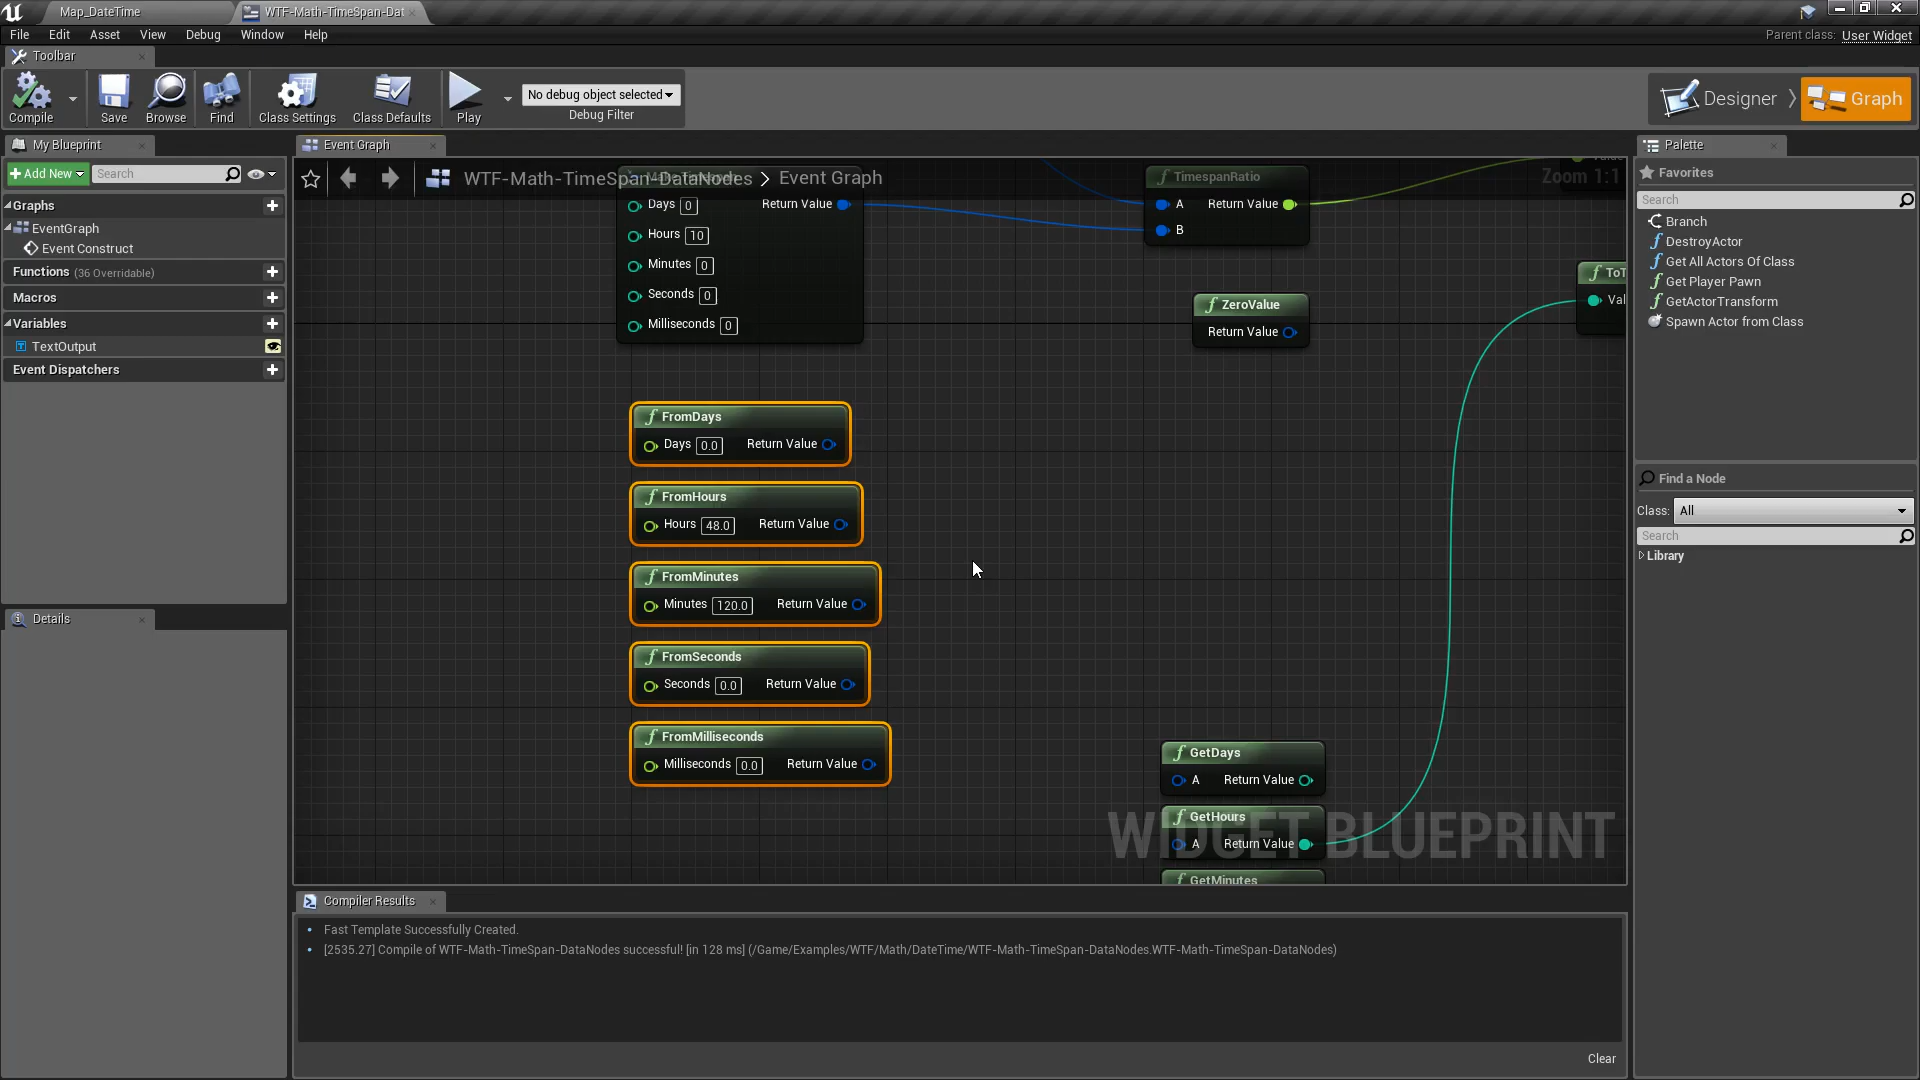 Map_DateTime
WTF-Math-TimeSpan-Dat
File Edit Asset View Debug Window Help
Parent class: User Widget
Toolbar
Compile
Save
Browse
Find
Class Settings
Class Defaults
Play
No debug object selected
Debug Filter
Designer
Graph
My Blueprint
Add New
Search
Graphs
EventGraph
Event Construct
Functions (36 Overridable)
Macros
Variables
TextOutput
Event Dispatchers
Details
Event Graph
WTF-Math-TimeSpan-DataNodes > Event Graph
Zoom 1:1
Days 0 Return Value
Hours 10
Minutes 0
Seconds 0
Milliseconds 0
f TimespanRatio
A Return Value
B
f ZeroValue
Return Value
f ToT
Val
f FromDays
Days 0.0 Return Value
f FromHours
Hours 48.0 Return Value
f FromMinutes
Minutes 120.0 Return Value
f FromSeconds
Seconds 0.0 Return Value
f FromMilliseconds
Milliseconds 0.0 Return Value
f GetDays
A Return Value
f GetHours
A Return Value
f GetMinutes
WIDGET BLUEPRINT
Compiler Results
• Fast Template Successfully Created.
• [2535.27] Compile of WTF-Math-TimeSpan-DataNodes successful! [in 128 ms] (/Game/Examples/WTF/Math/DateTime/WTF-Math-TimeSpan-DataNodes.WTF-Math-TimeSpan-DataNodes)
Clear
Palette
Favorites
Search
Branch
f DestroyActor
f Get All Actors Of Class
f Get Player Pawn
f GetActorTransform
Spawn Actor from Class
Find a Node
Class: All
Search
Library